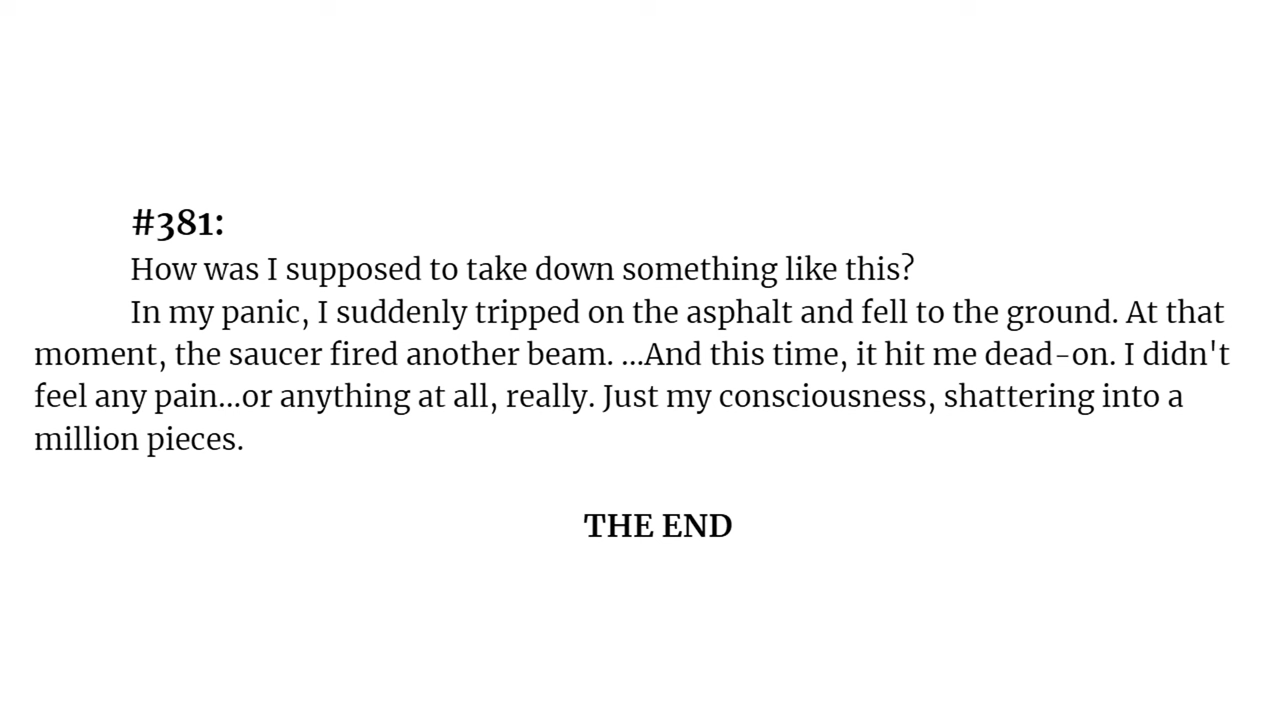 #381:
How was I supposed to take down something like this?
In my panic, I suddenly tripped on the asphalt and fell to the ground. At that
moment, the saucer fired another beam. ...And this time, it hit me dead-on. I didn't
feel any pain...or anything at all, really. Just my consciousness, shattering into a
million pieces.
THE END